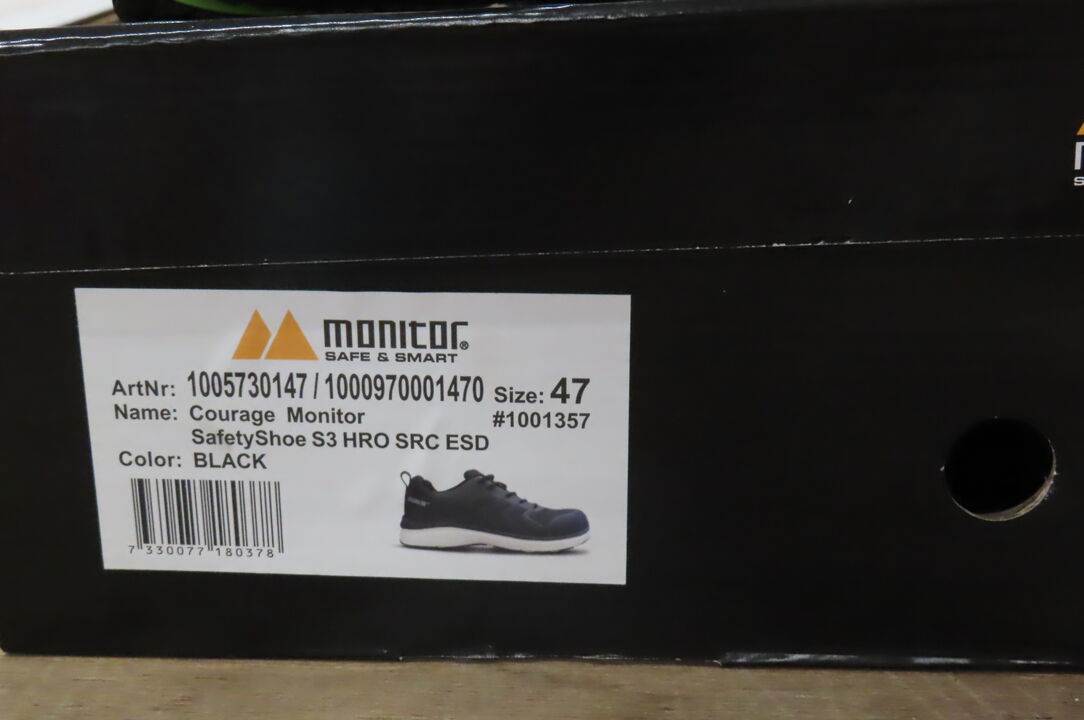 monitor®
SAFE & SMART
ArtNr: 1005730147 / 1000970001470 Size: 47
Name: Courage Monitor #1001357
SafetyShoe S3 HRO SRC ESD
Color: BLACK
7 330077 180378